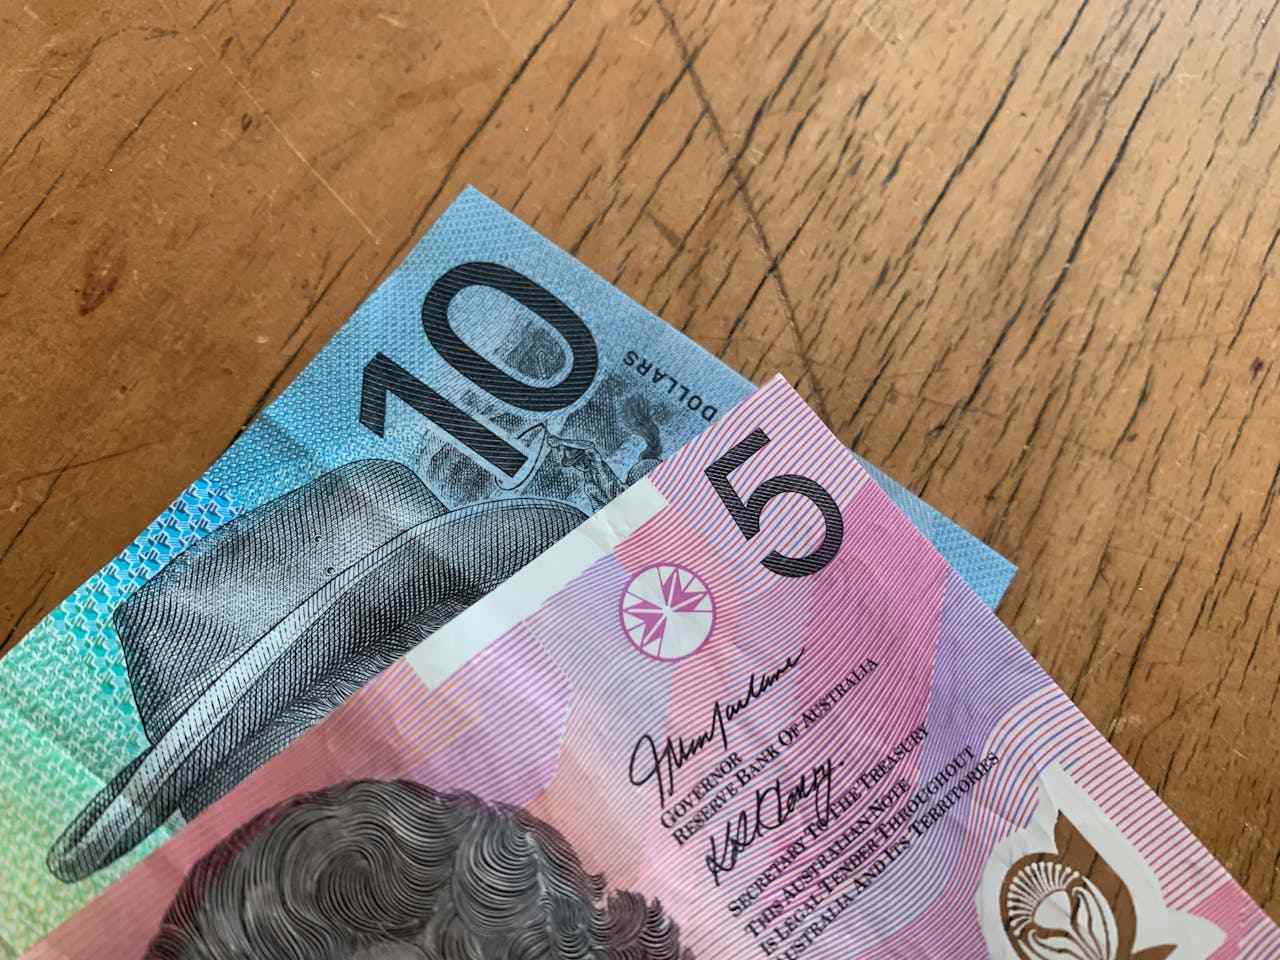 10
DOLLARS
5
GOVERNOR
RESERVE BANK OF AUSTRALIA
SECRETARY TO THE TREASURY
THIS AUSTRALIAN NOTE
IS LEGAL TENDER THROUGHOUT
AUSTRALIA AND ITS TERRITORIES